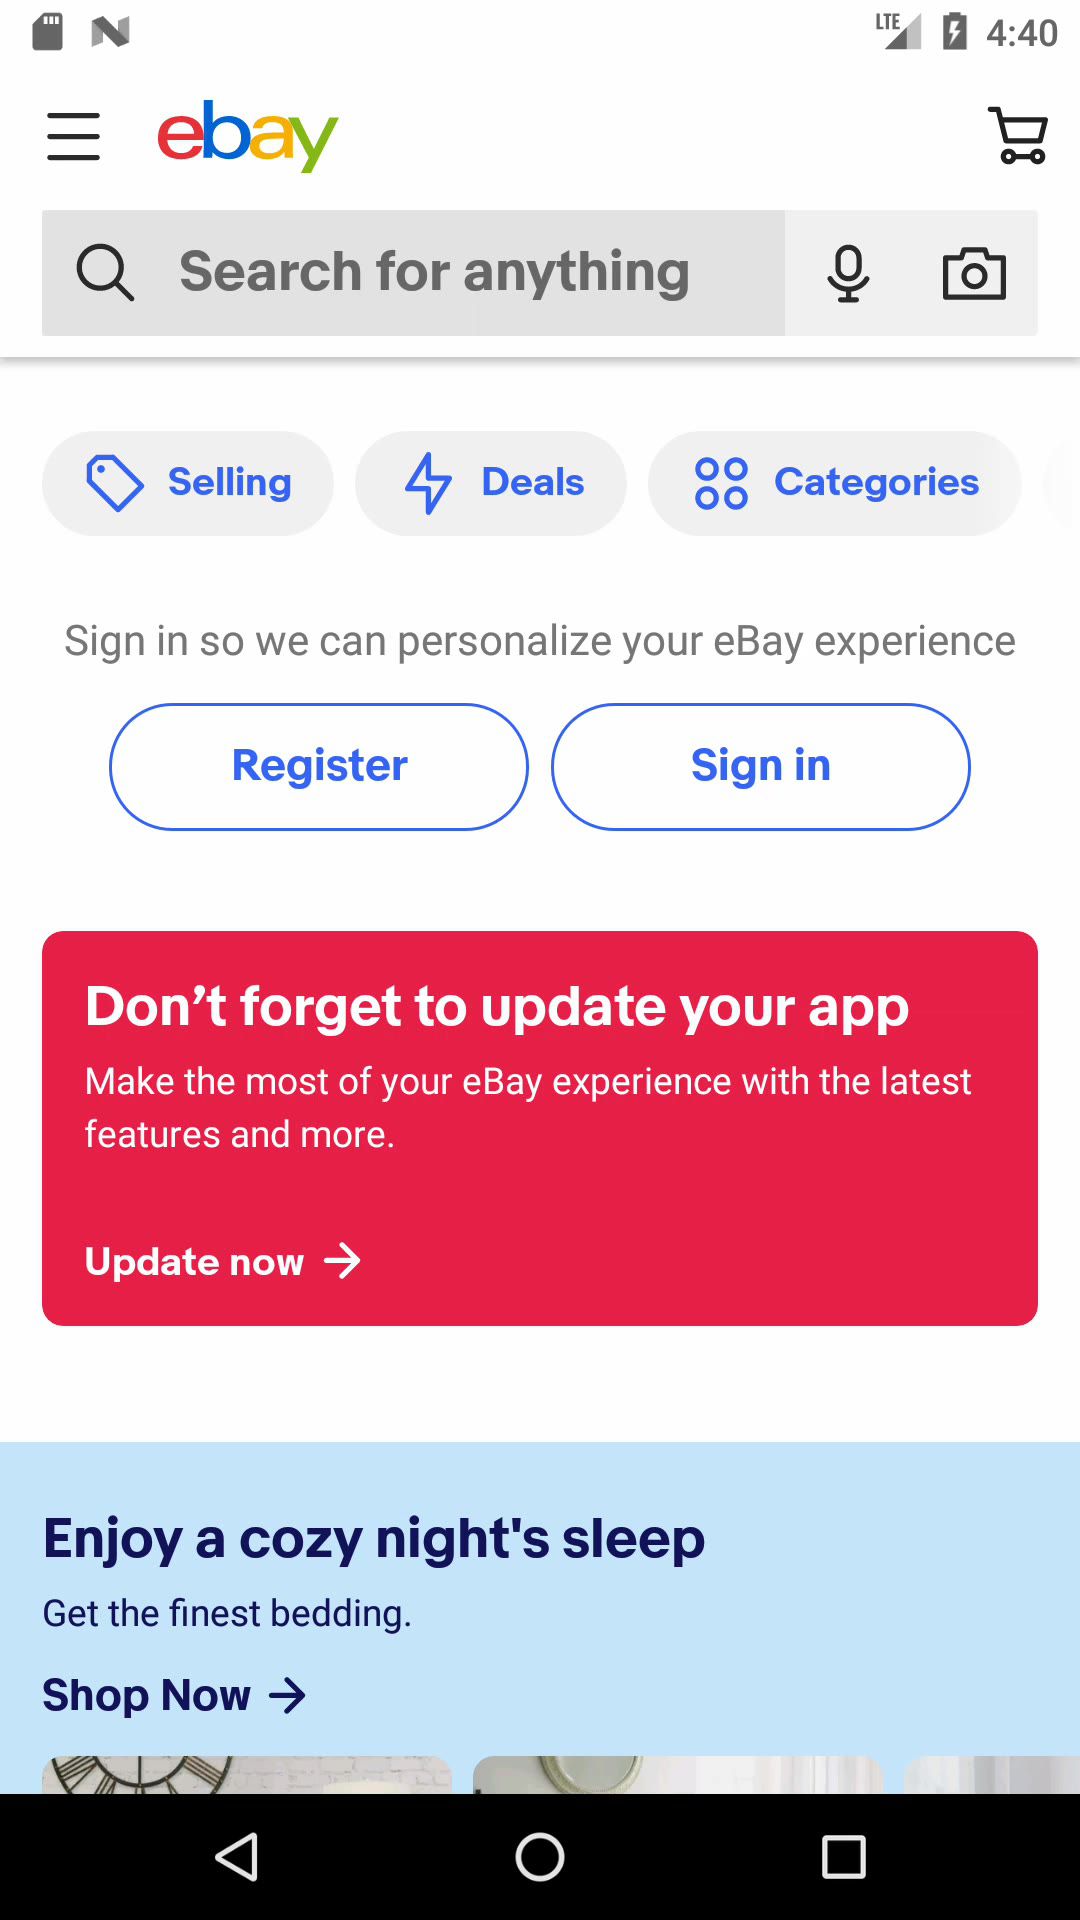 LTE 4:40
ebay
Search for anything
Selling Deals Categories
Sign in so we can personalize your eBay experience
Register Sign in
Don’t forget to update your app
Make the most of your eBay experience with the latest
features and more.
Update now
Enjoy a cozy night's sleep
Get the finest bedding.
Shop Now